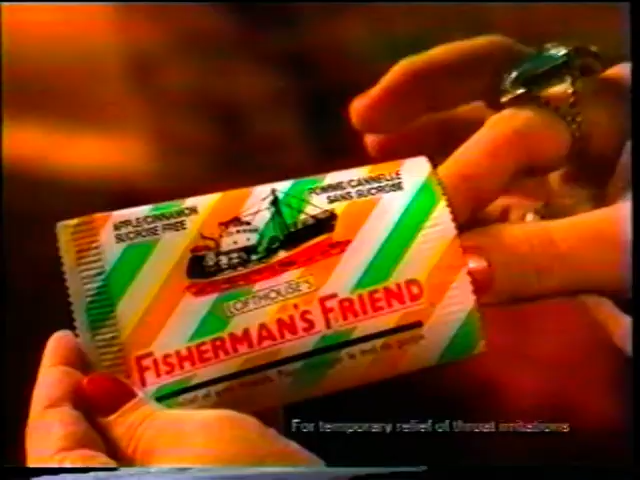 APPLE/CINNAMON
SUCROSE FREE
POMME/CANNELLE
SANS SUCROSE
LOFTHOUSE'S
FISHERMAN'S FRIEND
For temporary relief of throat irritations